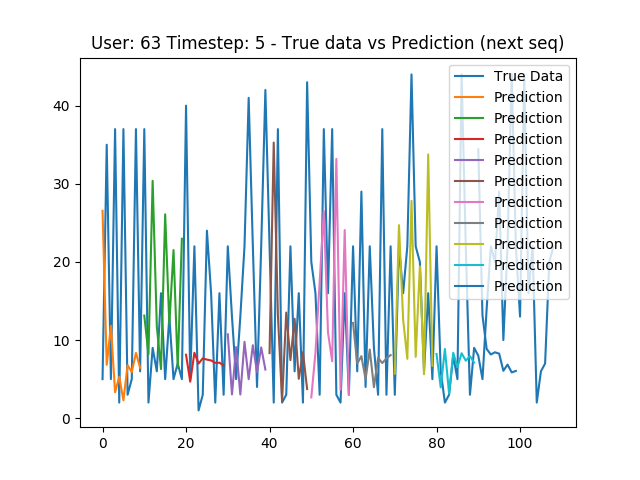 User: 63 Timestep: 5 - True data vs Prediction (next seq)
True Data
Prediction
Prediction
Prediction
Prediction
Prediction
Prediction
Prediction
Prediction
Prediction
Prediction
40
30
20
10
0
0 20 40 60 80 100